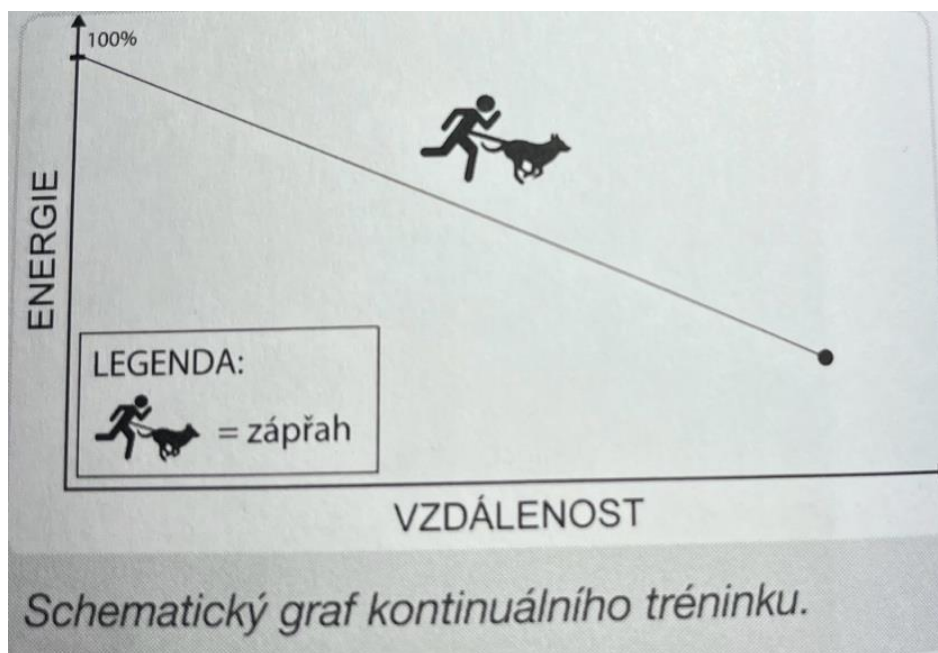 100%
ENERGIE
LEGENDA:
= zápřah
VZDÁLENOST
Schematický graf kontinuálního tréninku.